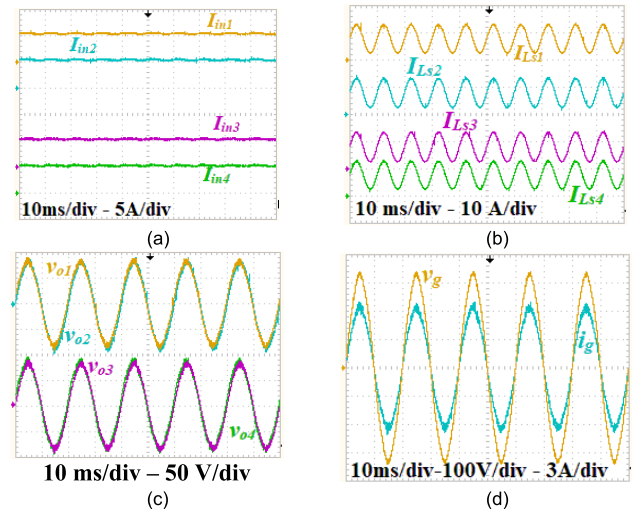 Iin1
Iin2
Iin3
Iin4
10ms/div - 5A/div
(a)
ILs1
ILs2
ILs3
ILs4
10 ms/div - 10 A/div
(b)
vo1
vo2
vo3
vo4
10 ms/div – 50 V/div
(c)
vg
ig
10ms/div-100V/div - 3A/div
(d)